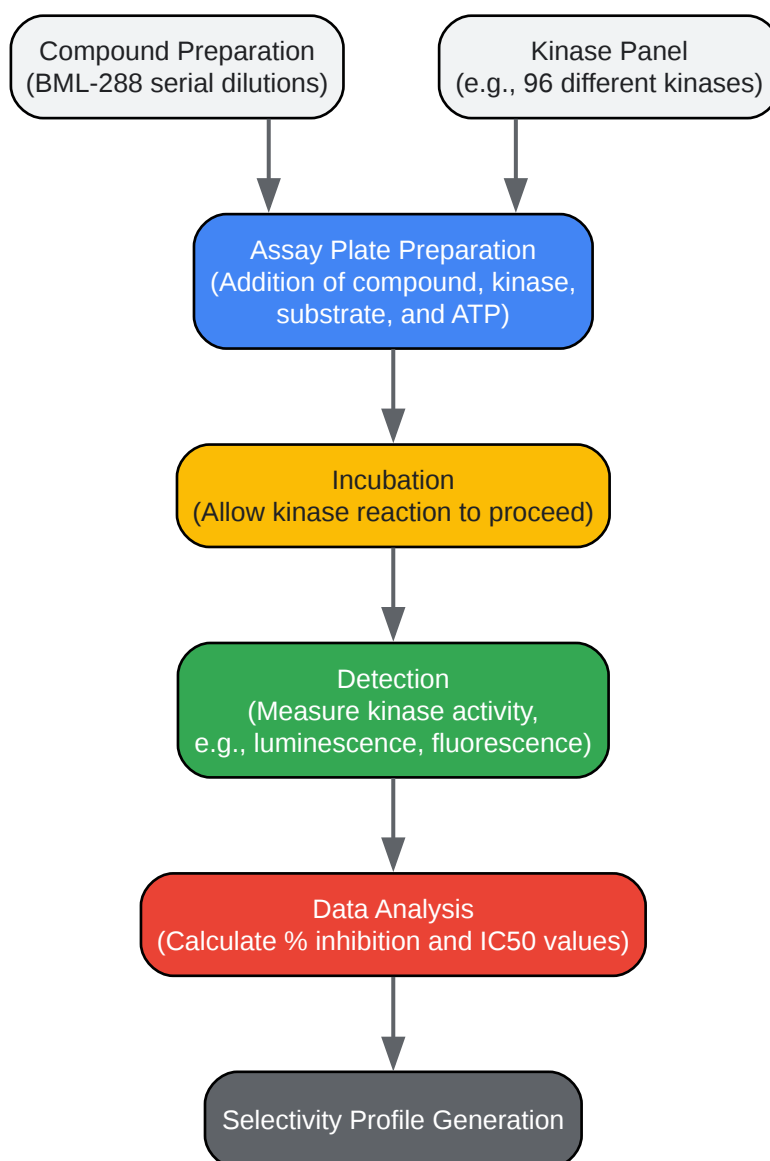 Compound Preparation
(BML-288 serial dilutions)
Kinase Panel
(e.g., 96 different kinases)
Assay Plate Preparation
(Addition of compound, kinase,
substrate, and ATP)
Incubation
(Allow kinase reaction to proceed)
Detection
(Measure kinase activity,
e.g., luminescence, fluorescence)
Data Analysis
(Calculate % inhibition and IC50 values)
Selectivity Profile Generation